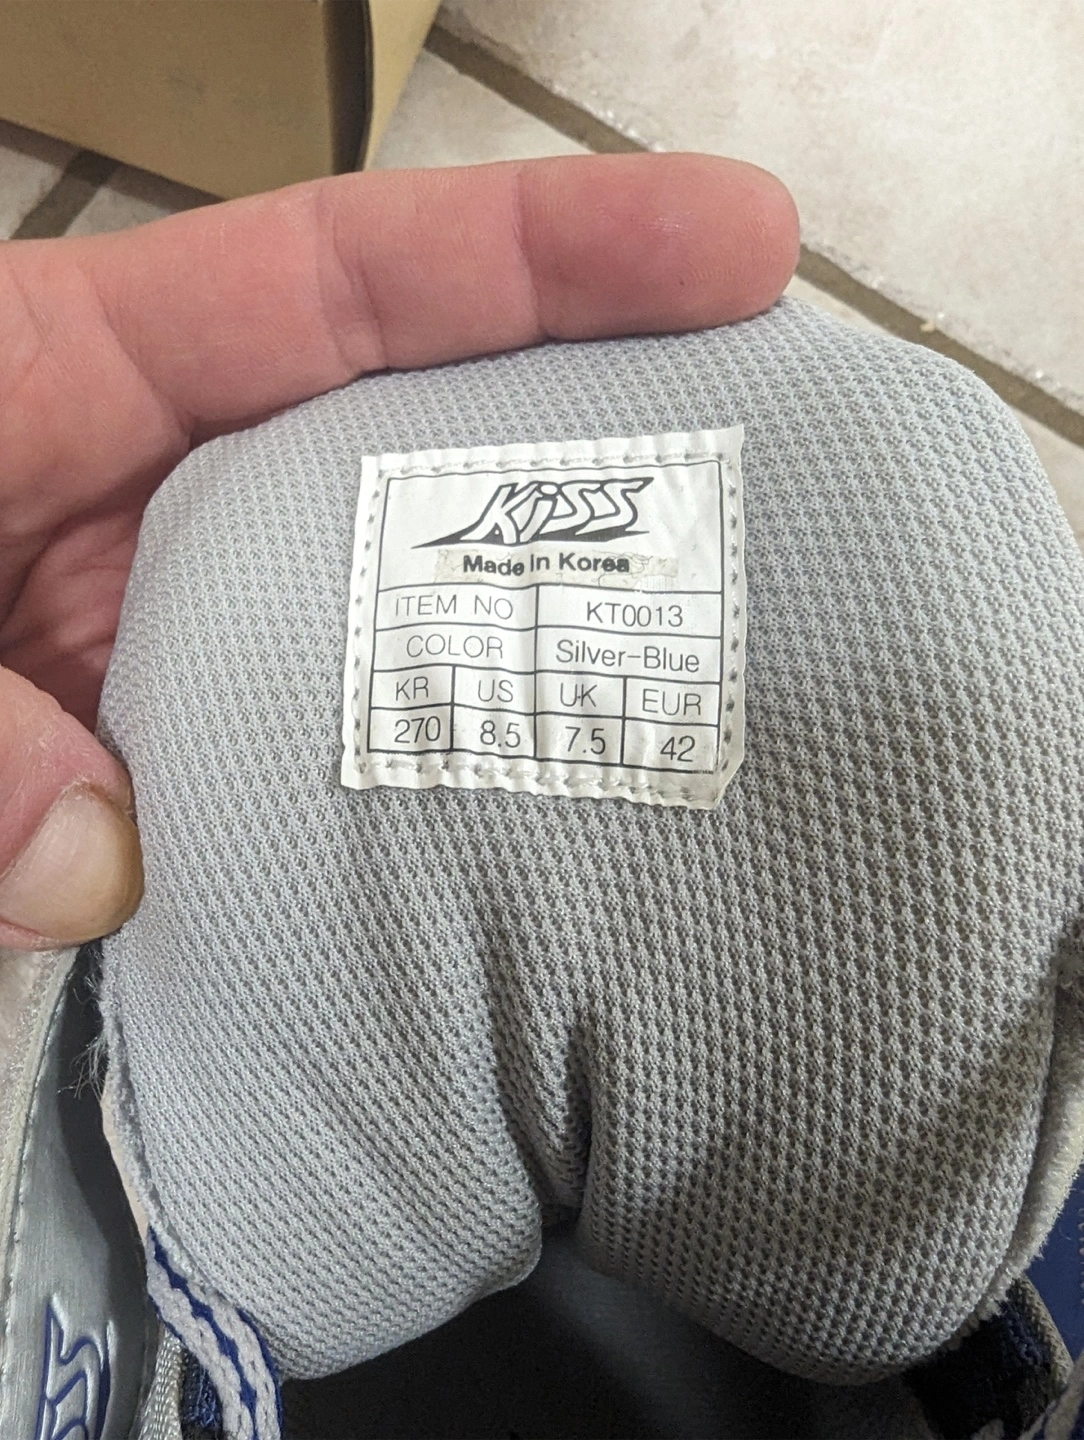 KiSS
Made In Korea
ITEM NO KT0013
COLOR Silver-Blue
KR US UK EUR
270 8.5 7.5 42